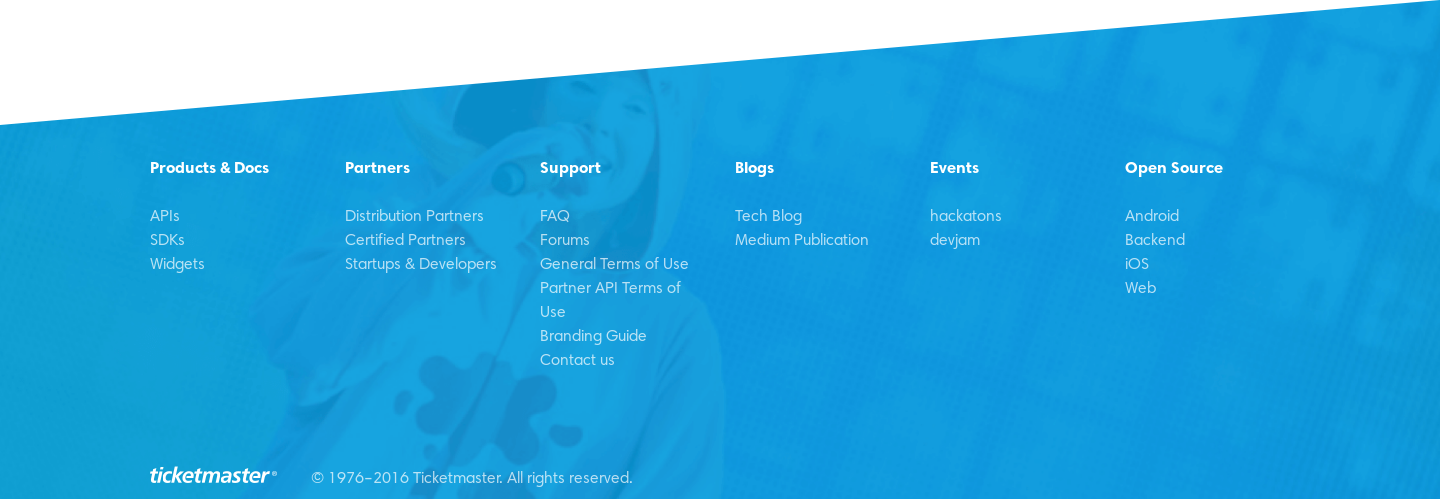 Products & Docs
APIs
SDKs
Widgets
Partners
Distribution Partners
Certified Partners
Startups & Developers
Support
FAQ
Forums
General Terms of Use
Partner API Terms of
Use
Branding Guide
Contact us
Blogs
Tech Blog
Medium Publication
Events
hackatons
devjam
Open Source
Android
Backend
iOS
Web
ticketmaster®
© 1976–2016 Ticketmaster. All rights reserved.